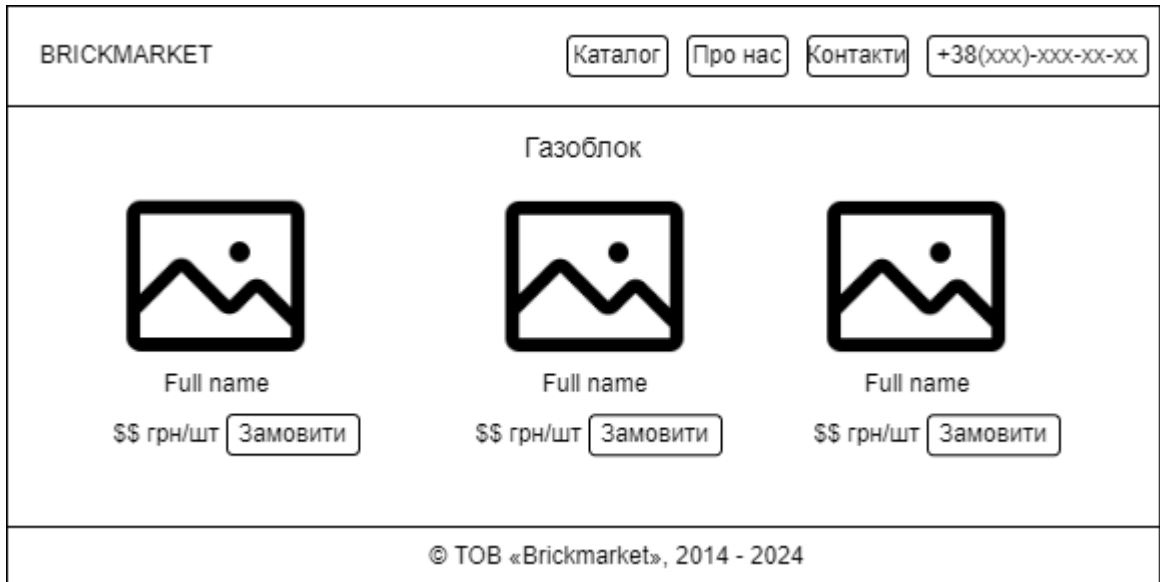 BRICKMARKET Каталог Про нас Контакти +38(xxx)-xxx-xx-xx
Газоблок
Full name Full name Full name
$$ грн/шт Замовити $$ грн/шт Замовити $$ грн/шт Замовити
© ТОВ «Brickmarket», 2014 - 2024